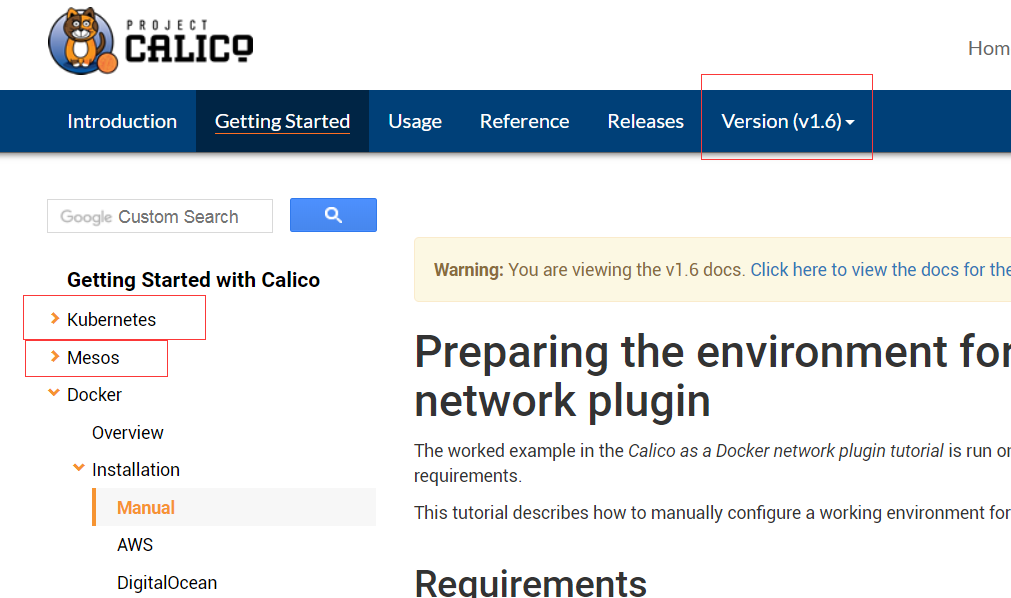 PROJECT
CALICO
Hom
Introduction Getting Started Usage Reference Releases Version (v1.6)
Google Custom Search
Getting Started with Calico
Warning: You are viewing the v1.6 docs. Click here to view the docs for the
Kubernetes
Mesos
Docker
Overview
Installation
Manual
AWS
DigitalOcean
Preparing the environment for
network plugin
The worked example in the Calico as a Docker network plugin tutorial is run on
requirements.
This tutorial describes how to manually configure a working environment for
Requirements